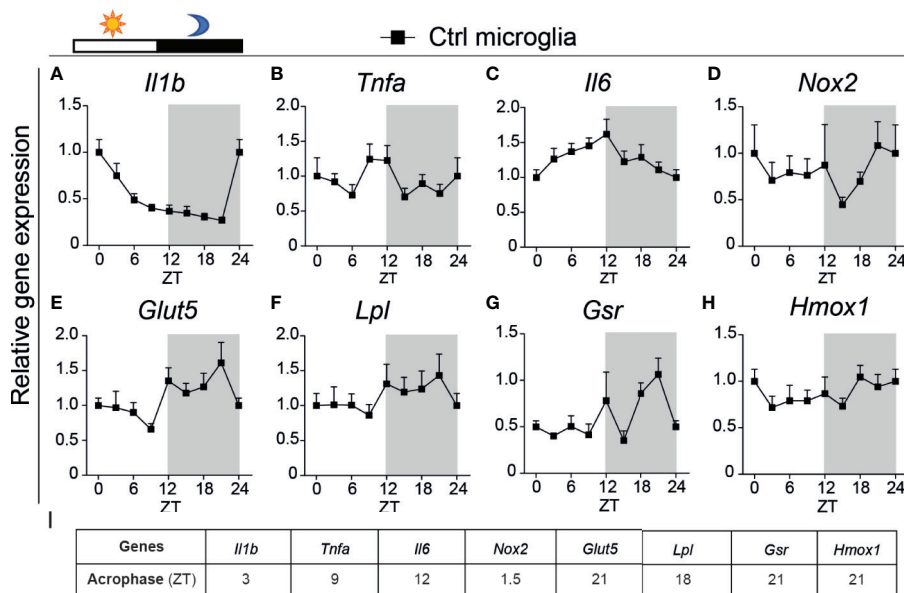 Ctrl microglia
Relative gene expression
A
Il1b
1.5
1.0
0.5
0
0 6 12 18 24
ZT
B
Tnfa
2.0
1.5
1.0
0.5
0
0 6 12 18 24
ZT
C
Il6
2.0
1.5
1.0
0.5
0
0 6 12 18 24
ZT
D
Nox2
1.5
1.0
0.5
0
0 6 12 18 24
ZT
E
Glut5
2.0
1.5
1.0
0.5
0
0 6 12 18 24
ZT
F
Lpl
2.0
1.5
1.0
0.5
0
0 6 12 18 24
ZT
G
Gsr
1.5
1.0
0.5
0
0 6 12 18 24
ZT
H
Hmox1
1.5
1.0
0.5
0
0 6 12 18 24
ZT
I
Genes Il1b Tnfa Il6 Nox2 Glut5 Lpl Gsr Hmox1
Acrophase (ZT) 3 9 12 1.5 21 18 21 21